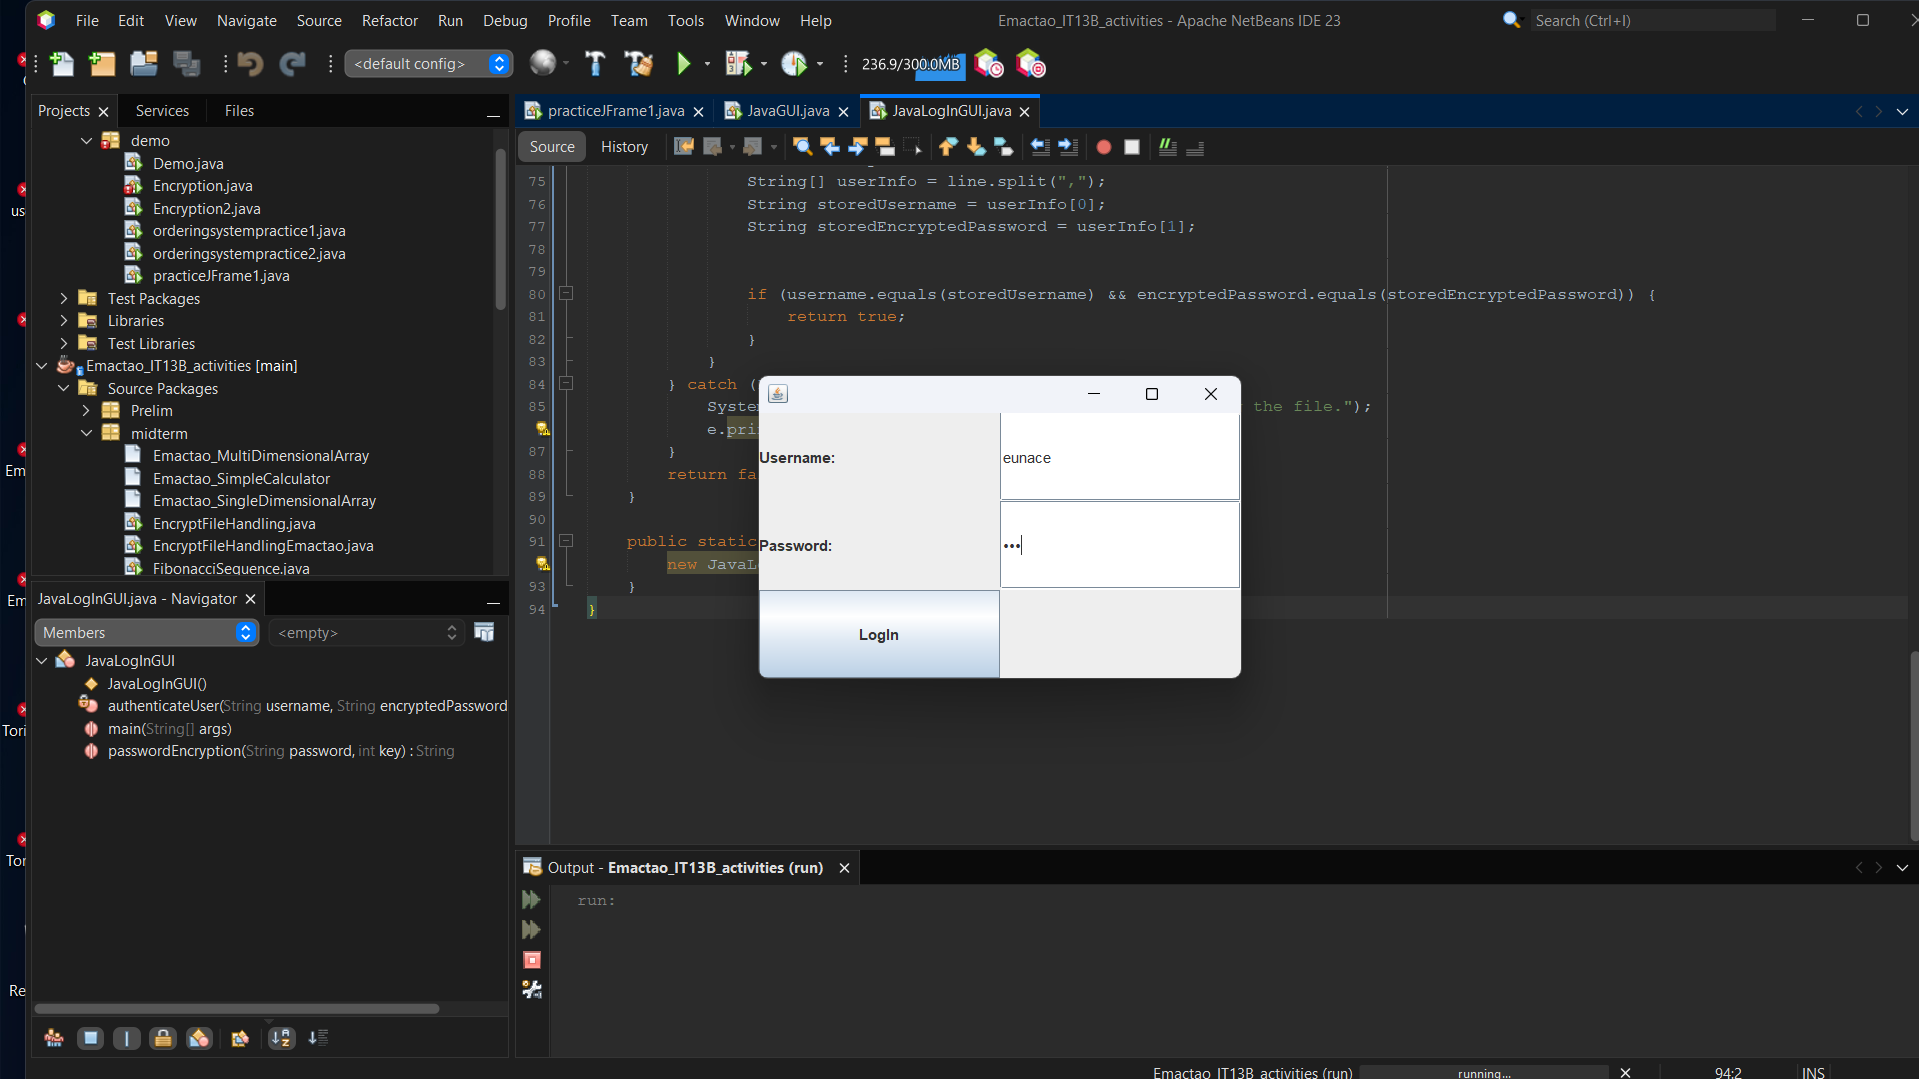 File Edit View Navigate Source Refactor Run Debug Profile Team Tools Window Help
Emactao_IT13B_activities - Apache NetBeans IDE 23
Search (Ctrl+I)
<default config>
236.9/300.0MB
Projects Services Files
practiceJFrame1.java JavaGUI.java JavaLogInGUI.java
Source History
demo
Demo.java
Encryption.java
Encryption2.java
orderingsystempractice1.java
orderingsystempractice2.java
practiceJFrame1.java
Test Packages
Libraries
Test Libraries
Emactao_IT13B_activities [main]
Source Packages
Prelim
midterm
Emactao_MultiDimensionalArray
Emactao_SimpleCalculator
Emactao_SingleDimensionalArray
EncryptFileHandling.java
EncryptFileHandlingEmactao.java
FibonacciSequence.java
75 String[] userInfo = line.split(",");
76 String storedUsername = userInfo[0];
77 String storedEncryptedPassword = userInfo[1];
78
79
80 if (username.equals(storedUsername) && encryptedPassword.equals(storedEncryptedPassword)) {
81 return true;
82 }
83 }
84 } catch (
85 System the file.");
e.pri
87 }
88 return fa
89 }
90
91 public static
new JavaL
93 }
94 }
Username: eunace
Password: •••
LogIn
JavaLogInGUI.java - Navigator
Members <empty>
JavaLogInGUI
JavaLogInGUI()
authenticateUser(String username, String encryptedPassword
main(String[] args)
passwordEncryption(String password, int key) : String
Output - Emactao_IT13B_activities (run)
run:
us
Em
Em
Tori
Tor
Re
Emactao_IT13B_activities (run) running... 94:2 INS